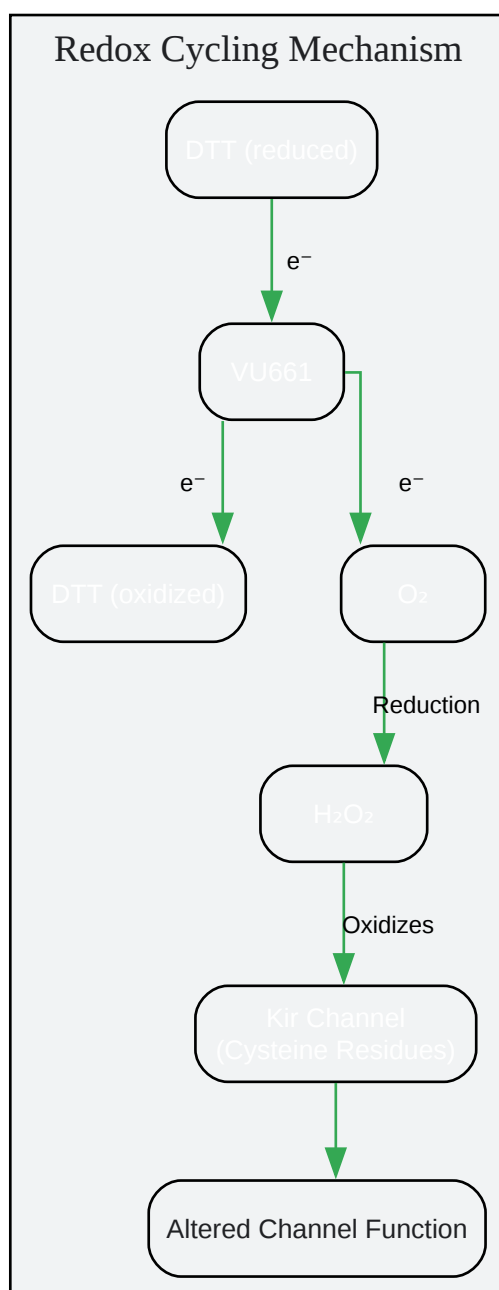 Redox Cycling Mechanism
DTT (reduced)
e⁻
VU661
e⁻
e⁻
DTT (oxidized)
O₂
Reduction
H₂O₂
Oxidizes
Kir Channel
(Cysteine Residues)
Altered Channel Function